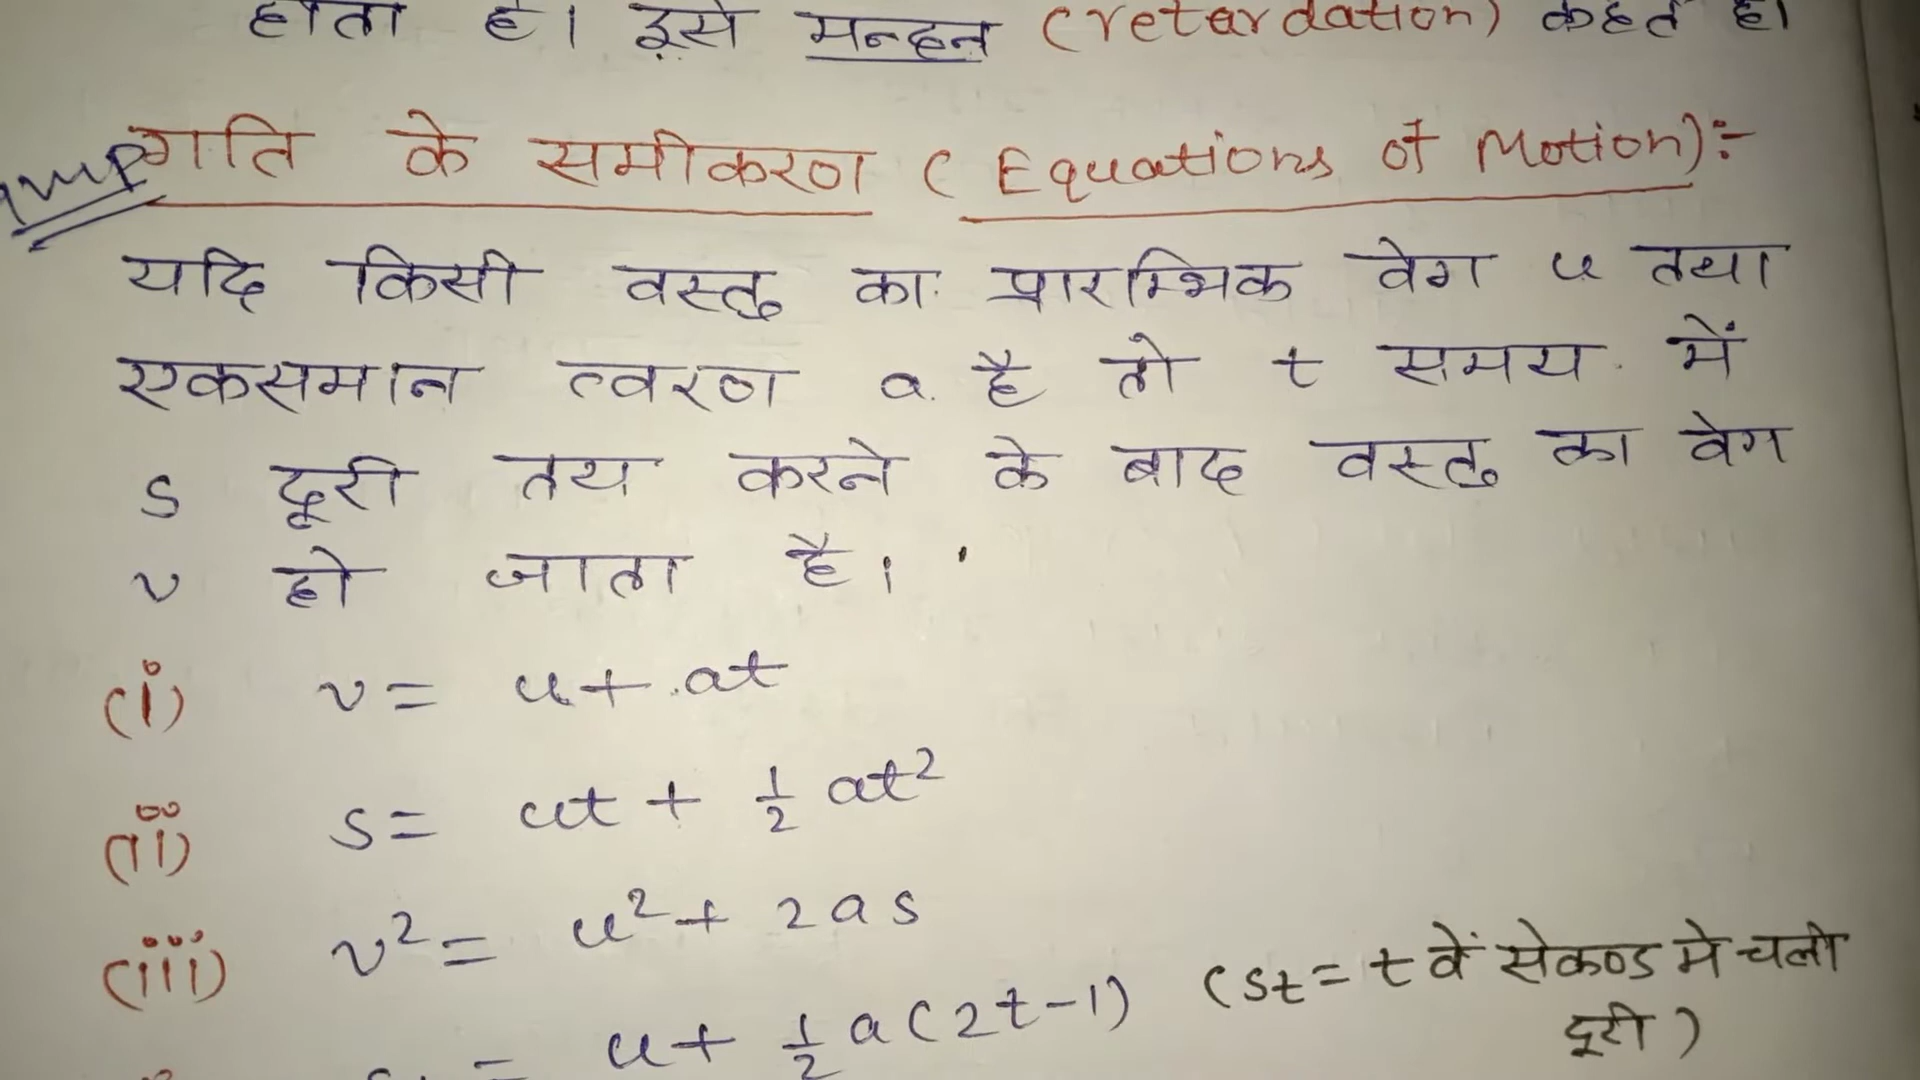 होता है। इसे मन्दन (retardation) कहते है।
Imp गति के समीकरण (Equations of Motion):-
यदि किसी वस्तु का प्रारम्भिक वेग u तथा
एकसमान त्वरण a है तो t समय में
s दूरी तय करने के बाद वस्तु का वेग
v हो जाता है।
(i) v = u + at
(ii) s = ut + 1/2 at²
(iii) v² = u² + 2as
= u + 1/2 a(2t-1) (St = t वें सेकण्ड मे चली
दूरी)